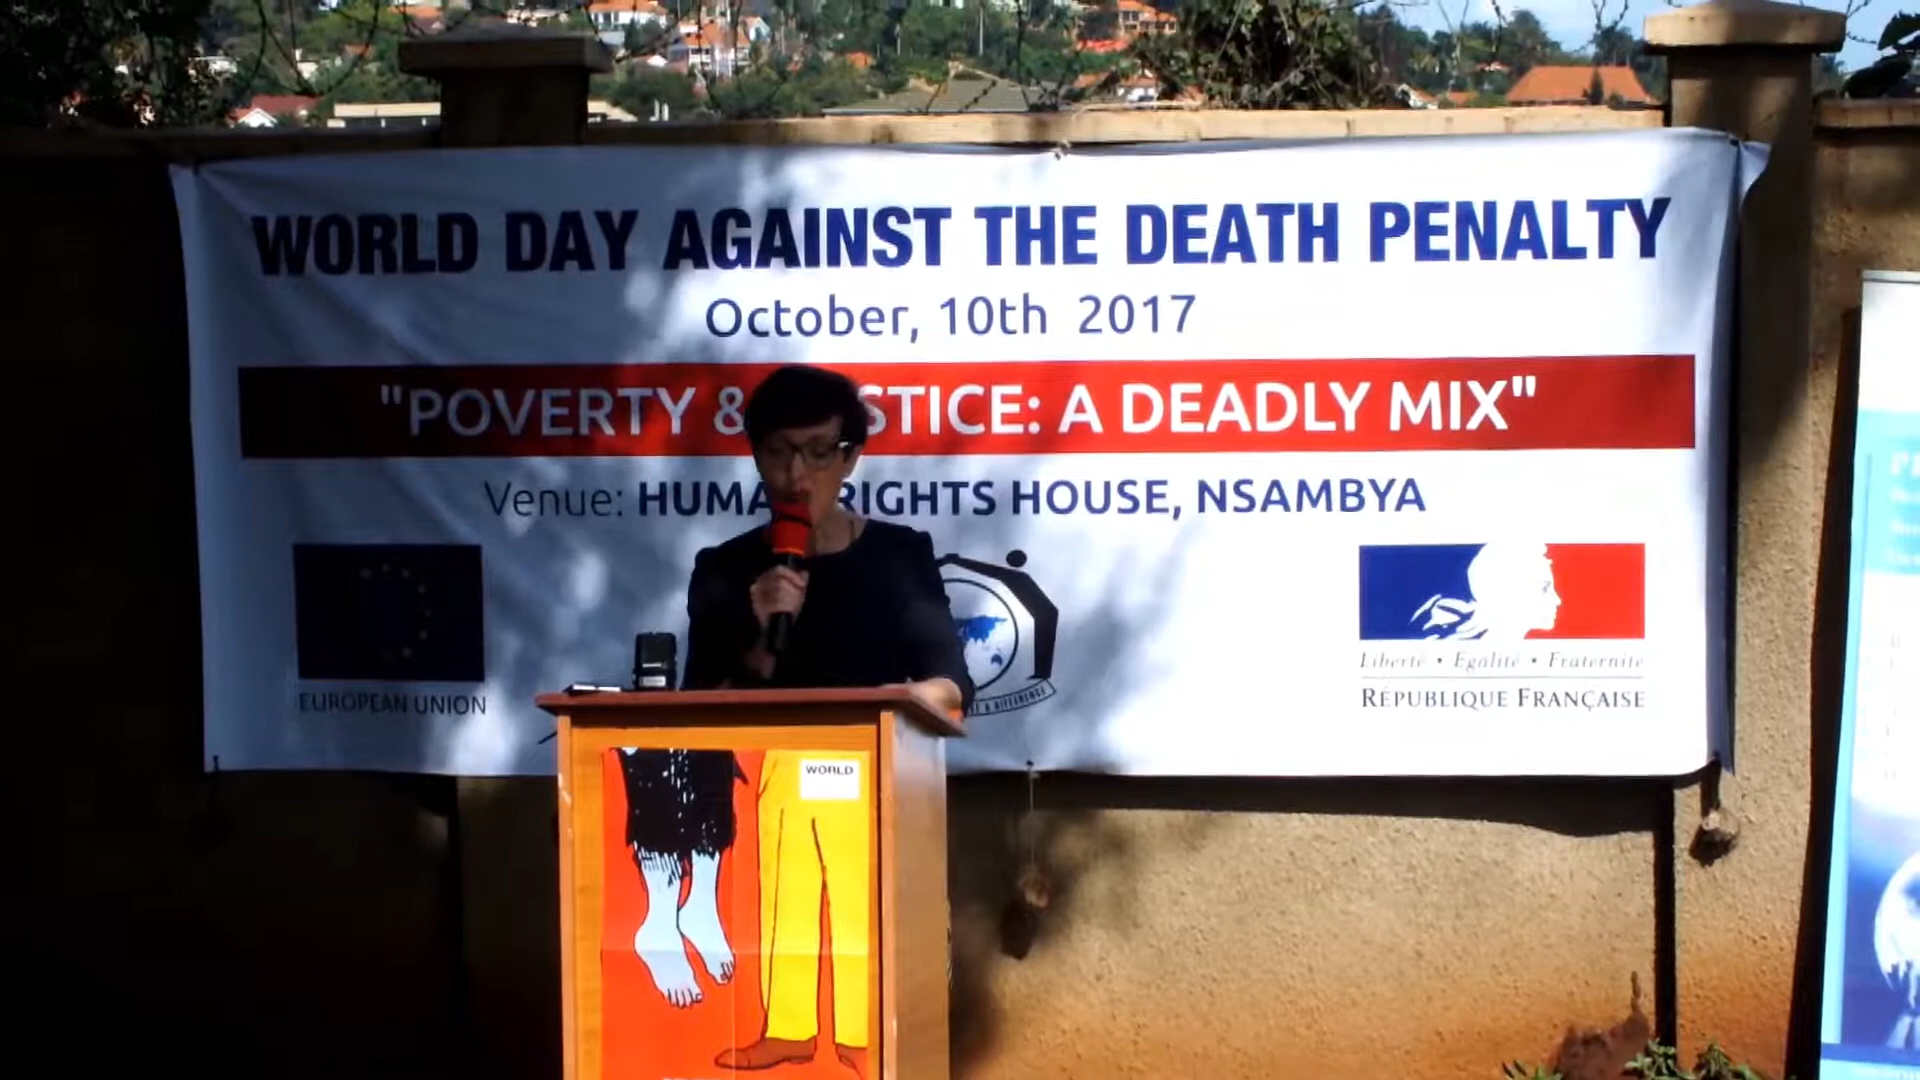 WORLD DAY AGAINST THE DEATH PENALTY
October, 10th 2017
"POVERTY & STICE: A DEADLY MIX"
Venue: HUMA RIGHTS HOUSE, NSAMBYA
EUROPEAN UNION
& DIFFERENCE
Liberté • Egalité • Fraternité
RÉPUBLIQUE FRANÇAISE
WORLD